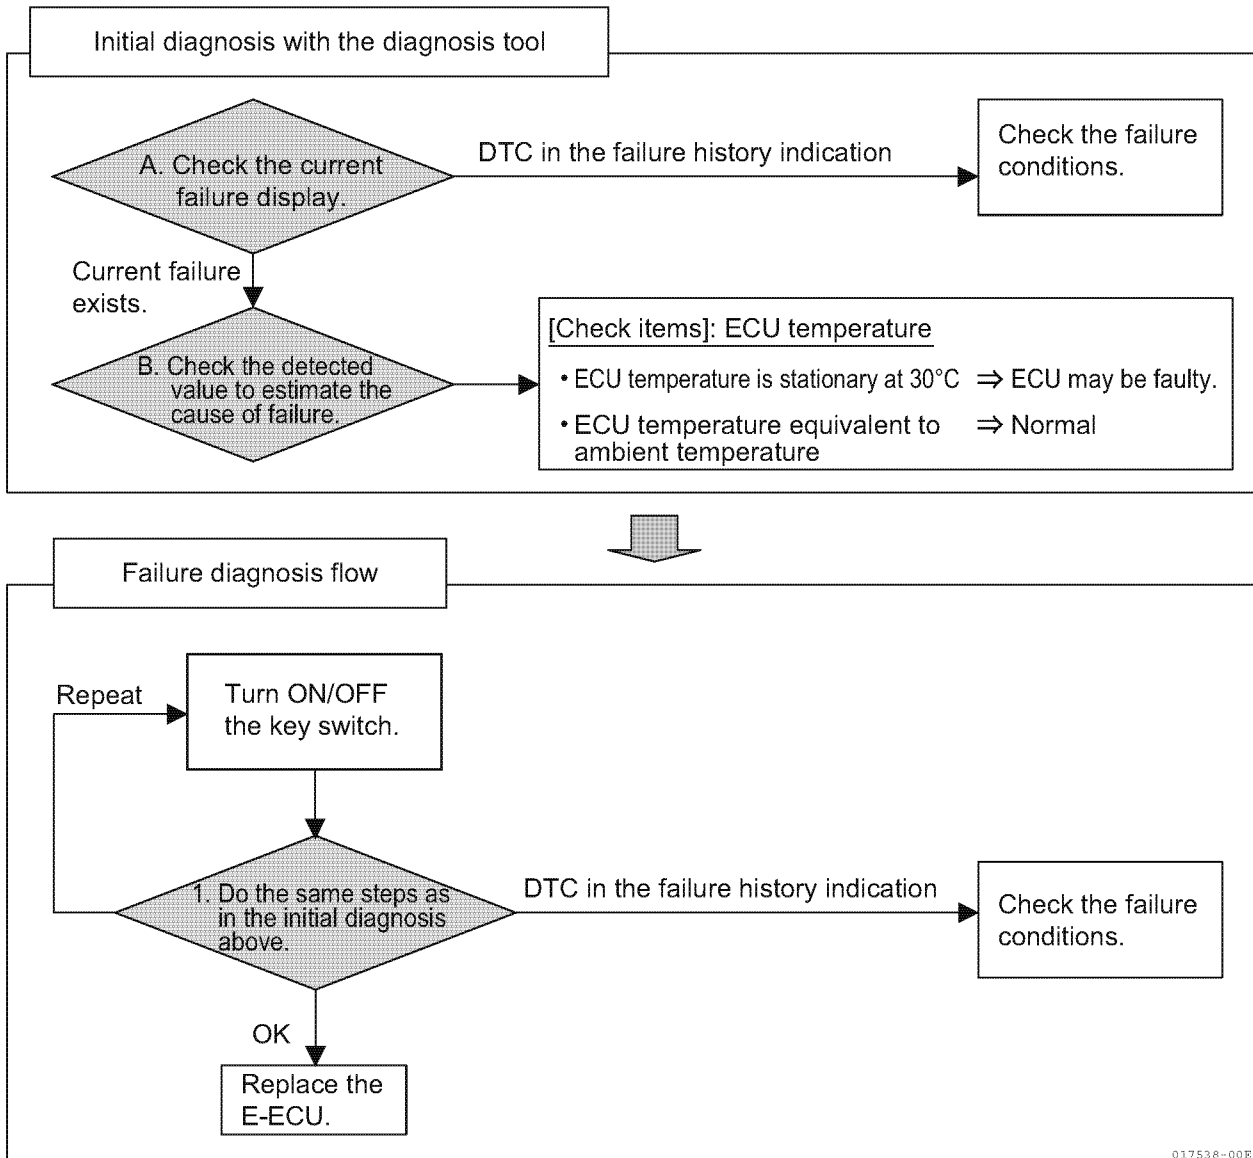 Initial diagnosis with the diagnosis tool
A. Check the current
failure display.
DTC in the failure history indication
Check the failure
conditions.
Current failure
exists.
B. Check the detected
value to estimate the
cause of failure.
[Check items]: ECU temperature
・ECU temperature is stationary at 30°C ⇒ ECU may be faulty.
・ECU temperature equivalent to ⇒ Normal
ambient temperature
Failure diagnosis flow
Repeat
Turn ON/OFF
the key switch.
1. Do the same steps as
in the initial diagnosis
above.
DTC in the failure history indication
Check the failure
conditions.
OK
Replace the
E-ECU.
017538-00E